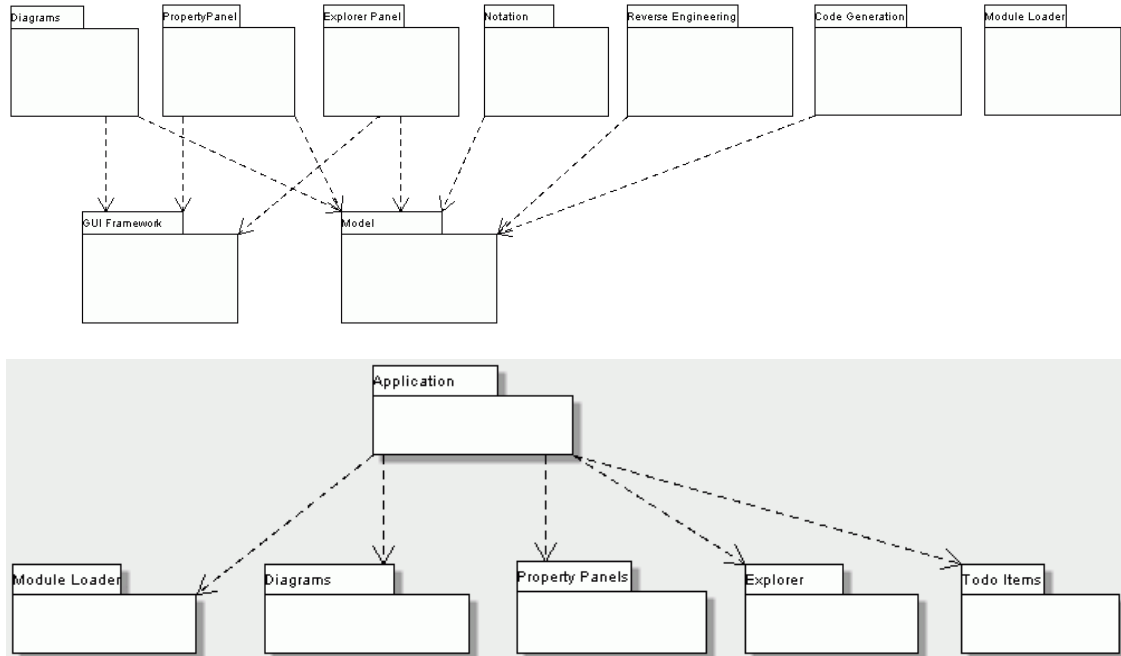 Diagrams
PropertyPanel
Explorer Panel
Notation
Reverse Engineering
Code Generation
Module Loader
GUI Framework
Model
Application
Module Loader
Diagrams
Property Panels
Explorer
Todo Items